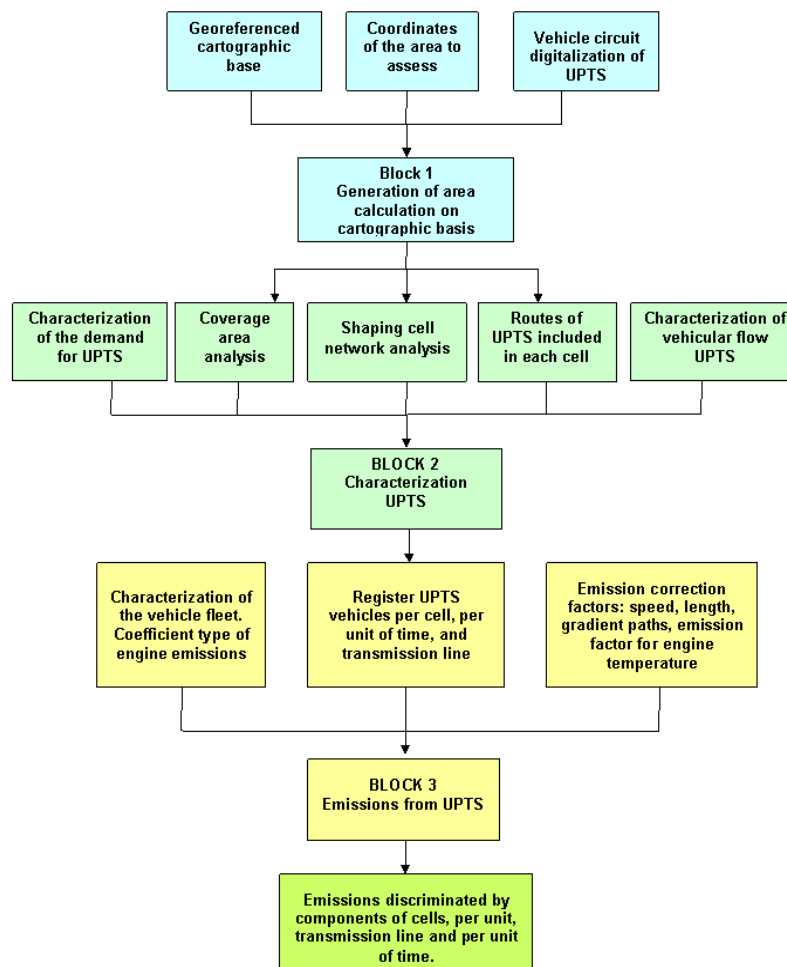 Georeferenced
cartographic
base
Coordinates
of the area to
assess
Vehicle circuit
digitalization of
UPTS
Block 1
Generation of area
calculation on
cartographic basis
Characterization
of the demand
for UPTS
Coverage
area
analysis
Shaping cell
network analysis
Routes of
UPTS included
in each cell
Characterization of
vehicular flow
UPTS
BLOCK 2
Characterization
UPTS
Characterization of
the vehicle fleet.
Coefficient type of
engine emissions
Register UPTS
vehicles per cell, per
unit of time, and
transmission line
Emission correction
factors: speed, length,
gradient paths, emission
factor for engine
temperature
BLOCK 3
Emissions from UPTS
Emissions discriminated by
components of cells, per unit,
transmission line and per unit
of time.